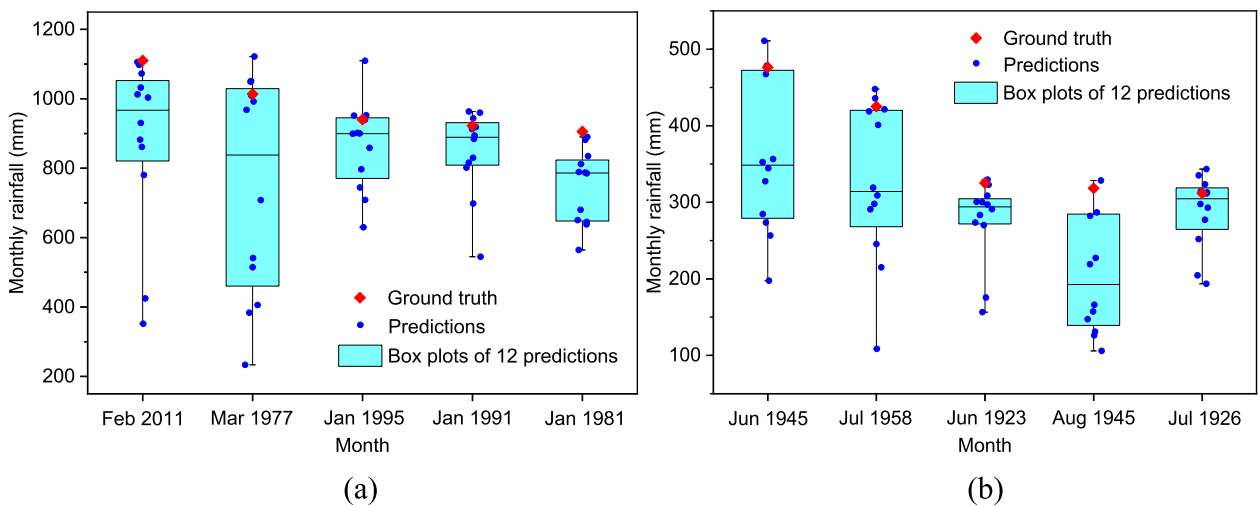 (a)
1200
1000
800
600
400
200
Monthly rainfall (mm)
Ground truth
Predictions
Box plots of 12 predictions
Feb 2011 Mar 1977 Jan 1995 Jan 1991 Jan 1981
Month
(a)
(b)
500
400
300
200
100
Monthly rainfall (mm)
Ground truth
Predictions
Box plots of 12 predictions
Jun 1945 Jul 1958 Jun 1923 Aug 1945 Jul 1926
Month
(b)